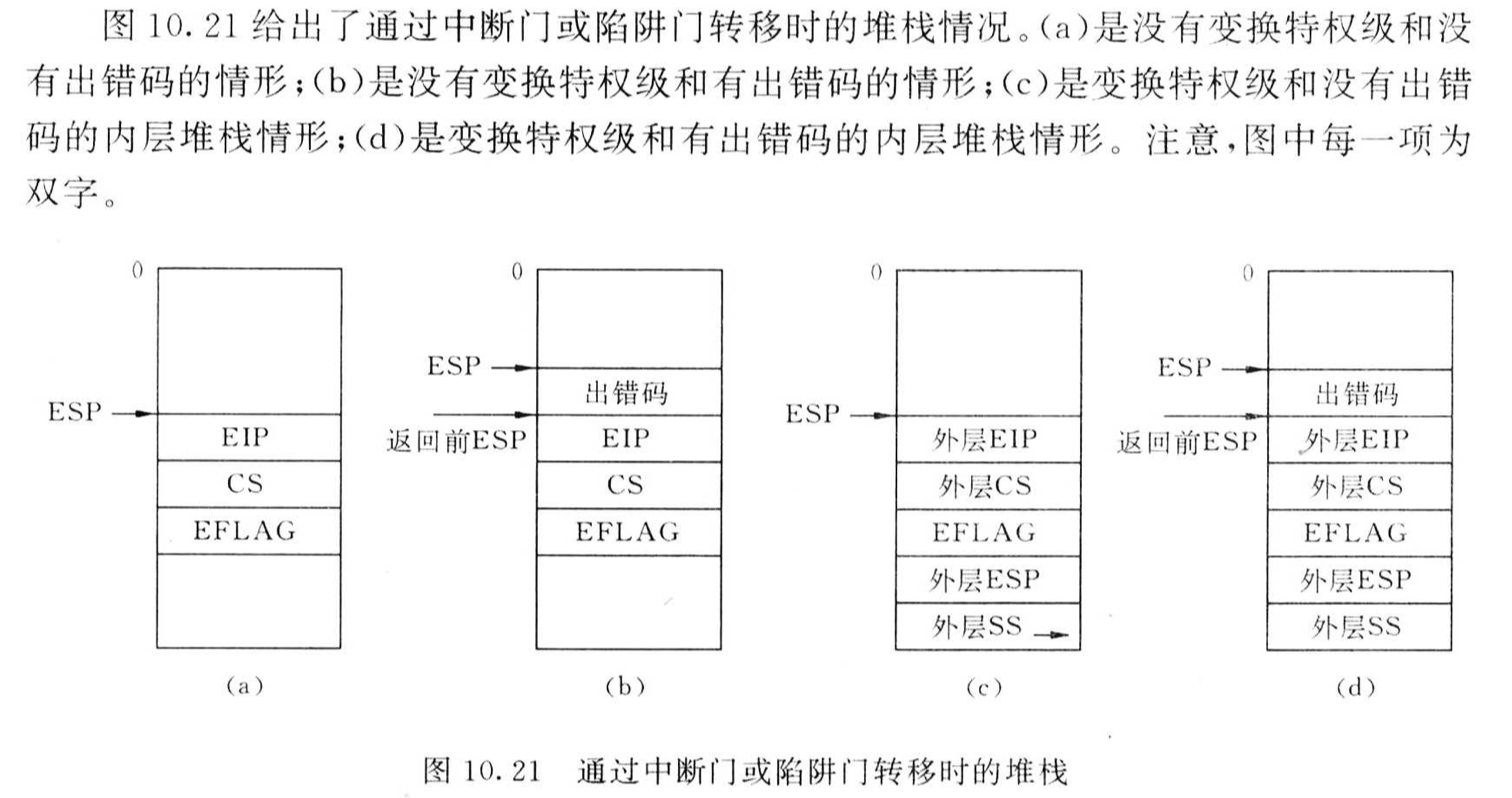 图 10.21 给出了通过中断门或陷阱门转移时的堆栈情况。(a)是没有变换特权级和没
有出错码的情形;(b)是没有变换特权级和有出错码的情形;(c)是变换特权级和没有出错
码的内层堆栈情形;(d)是变换特权级和有出错码的内层堆栈情形。注意,图中每一项为
双字。
0
ESP
EIP
CS
EFLAG
(a)
0
ESP
出错码
返回前ESP
EIP
CS
EFLAG
(b)
0
ESP
外层EIP
外层CS
EFLAG
外层ESP
外层SS
(c)
0
ESP
出错码
返回前ESP
外层EIP
外层CS
EFLAG
外层ESP
外层SS
(d)
图 10.21 通过中断门或陷阱门转移时的堆栈